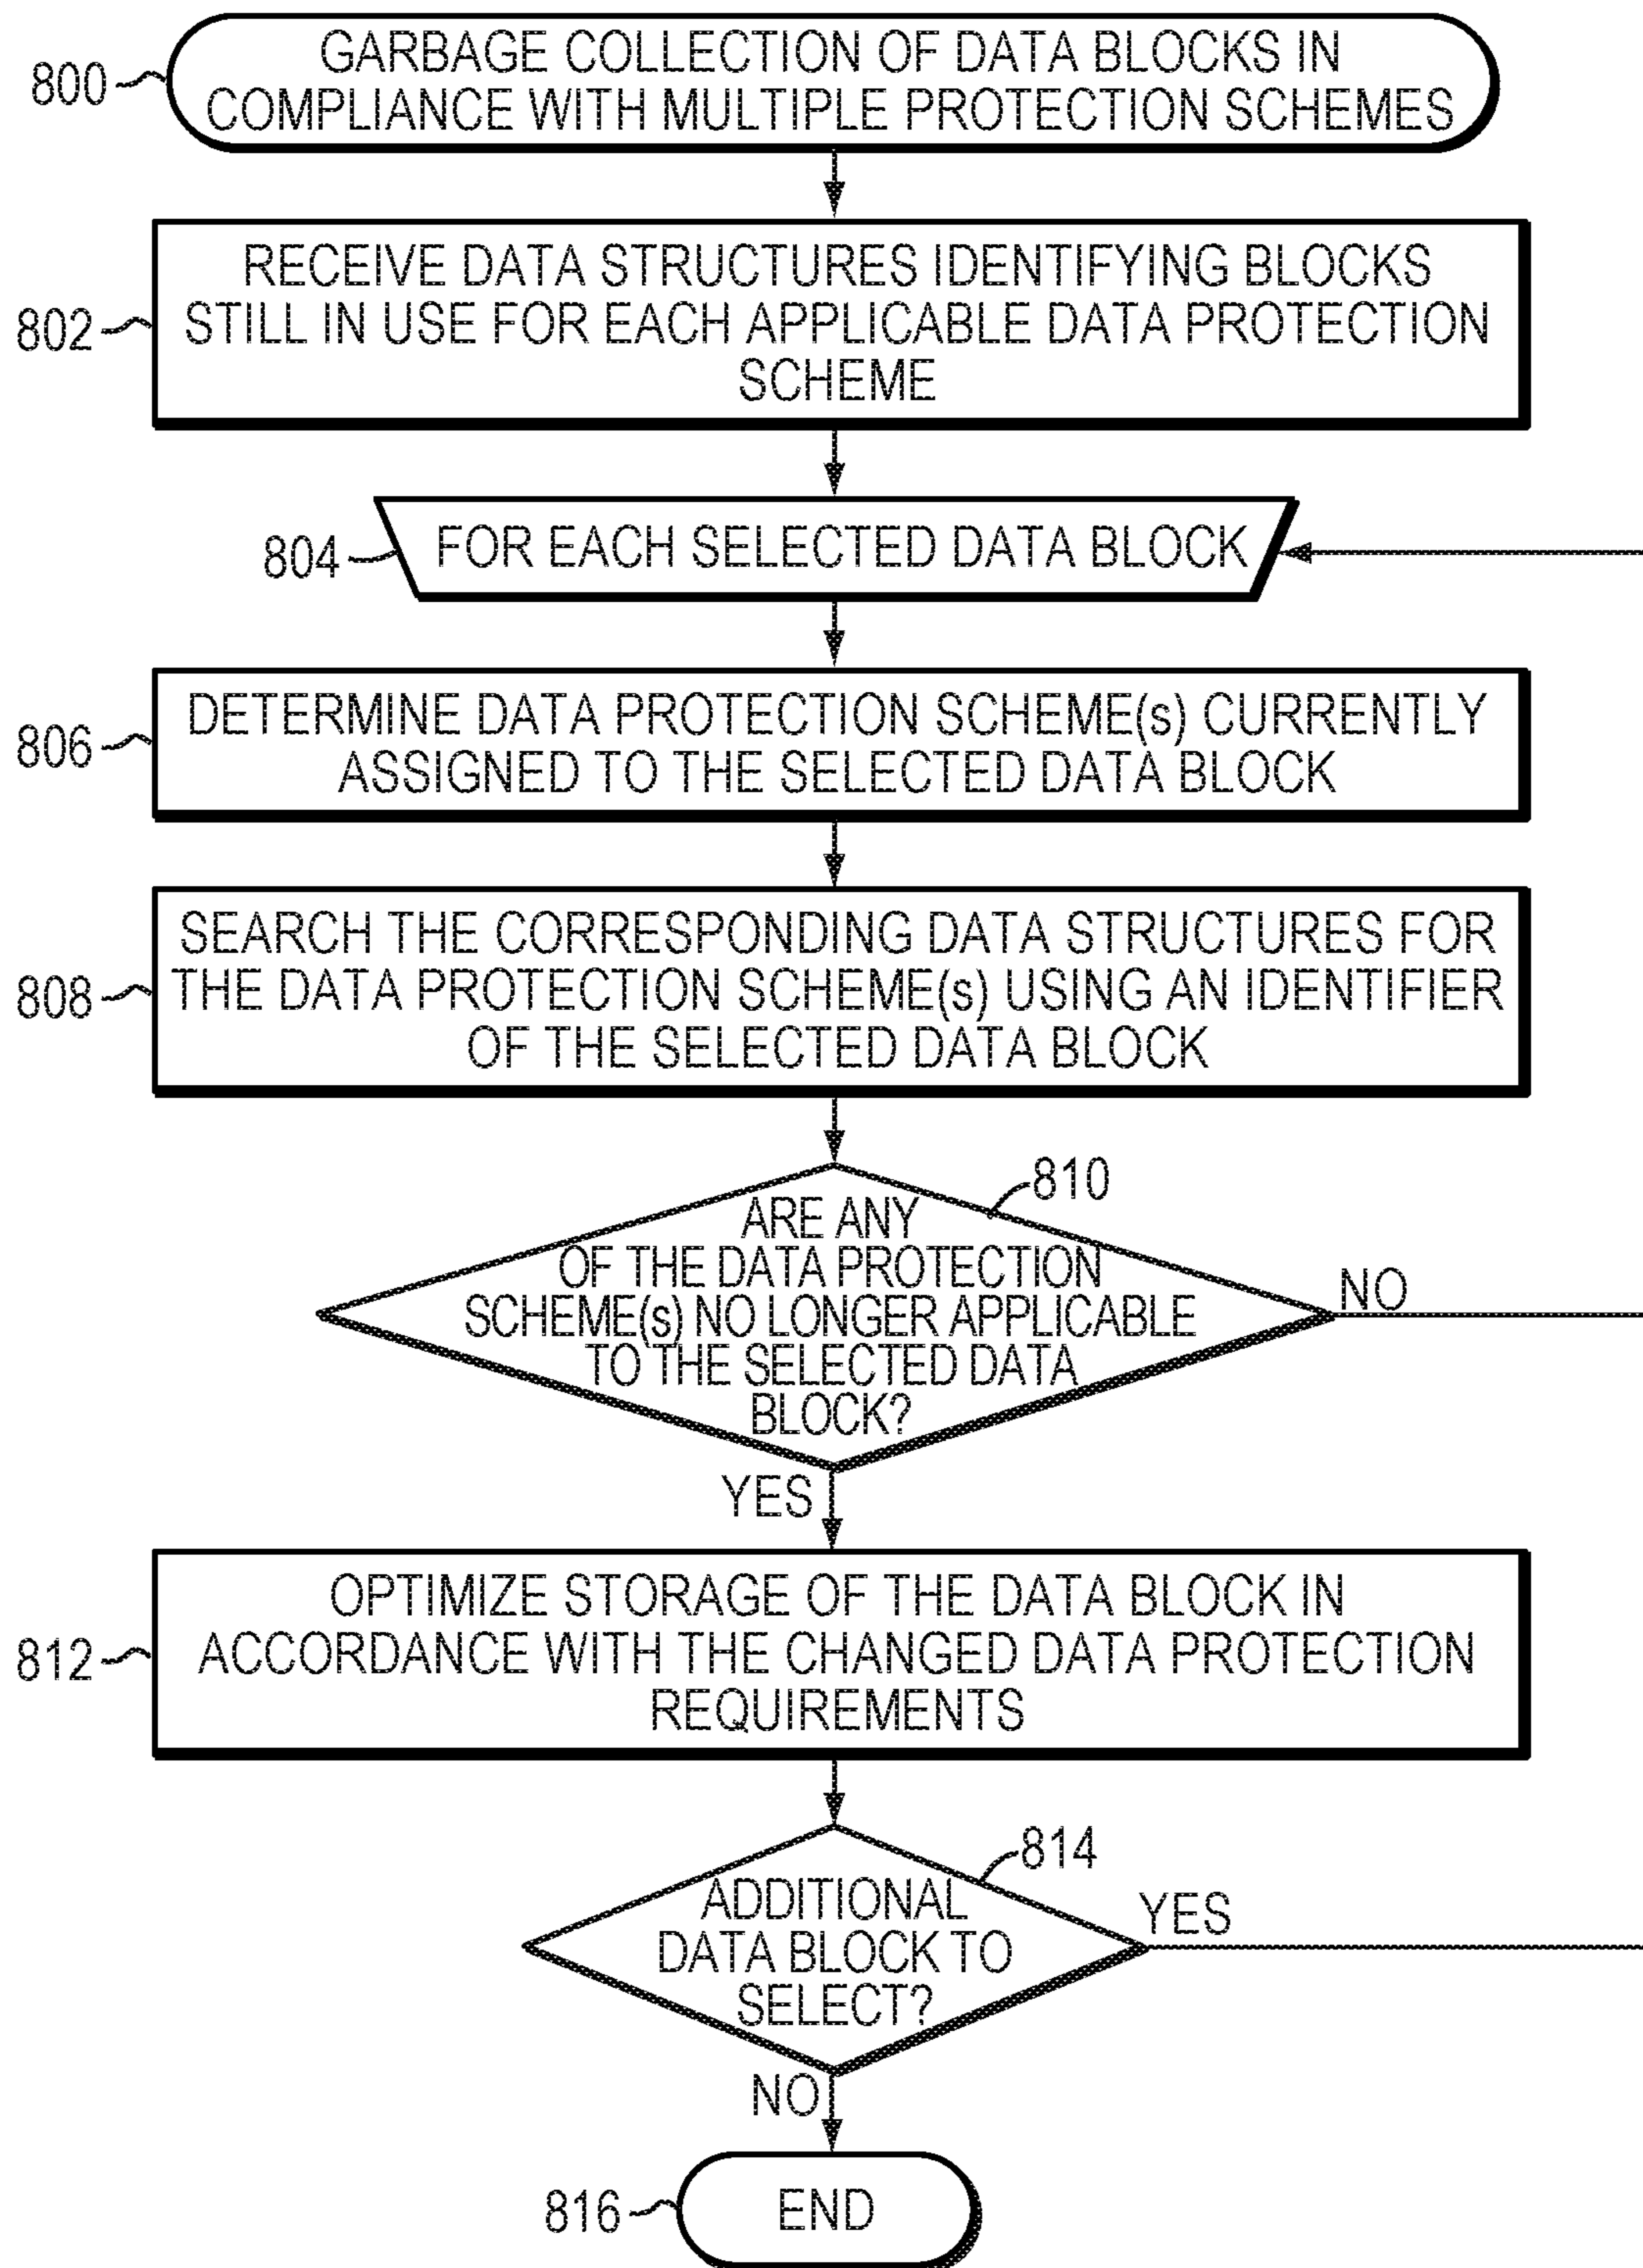 800
GARBAGE COLLECTION OF DATA BLOCKS IN
COMPLIANCE WITH MULTIPLE PROTECTION SCHEMES
802
RECEIVE DATA STRUCTURES IDENTIFYING BLOCKS
STILL IN USE FOR EACH APPLICABLE DATA PROTECTION
SCHEME
804
FOR EACH SELECTED DATA BLOCK
806
DETERMINE DATA PROTECTION SCHEME(s) CURRENTLY
ASSIGNED TO THE SELECTED DATA BLOCK
808
SEARCH THE CORRESPONDING DATA STRUCTURES FOR
THE DATA PROTECTION SCHEME(s) USING AN IDENTIFIER
OF THE SELECTED DATA BLOCK
810
ARE ANY
OF THE DATA PROTECTION
SCHEME(s) NO LONGER APPLICABLE
TO THE SELECTED DATA
BLOCK?
NO
YES
812
OPTIMIZE STORAGE OF THE DATA BLOCK IN
ACCORDANCE WITH THE CHANGED DATA PROTECTION
REQUIREMENTS
814
ADDITIONAL
DATA BLOCK TO
SELECT?
YES
NO
816
END